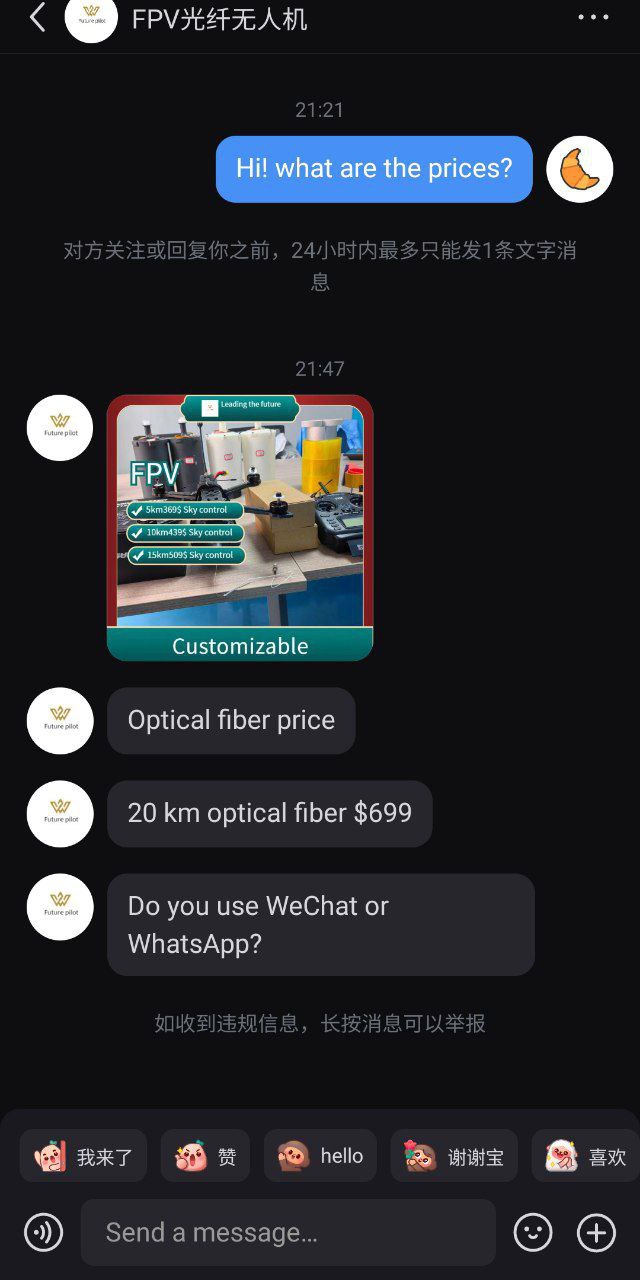 FPV光纤无人机
Future pilot
21:21
Hi! what are the prices?
对方关注或回复你之前，24小时内最多只能发1条文字消
息
21:47
Future pilot
Leading the future
FPV
5km369$ Sky control
10km439$ Sky control
15km509$ Sky control
Customizable
Future pilot
Optical fiber price
Future pilot
20 km optical fiber $699
Future pilot
Do you use WeChat or
WhatsApp?
如收到违规信息，长按消息可以举报
我来了
赞
hello
谢谢宝
喜欢
Send a message...